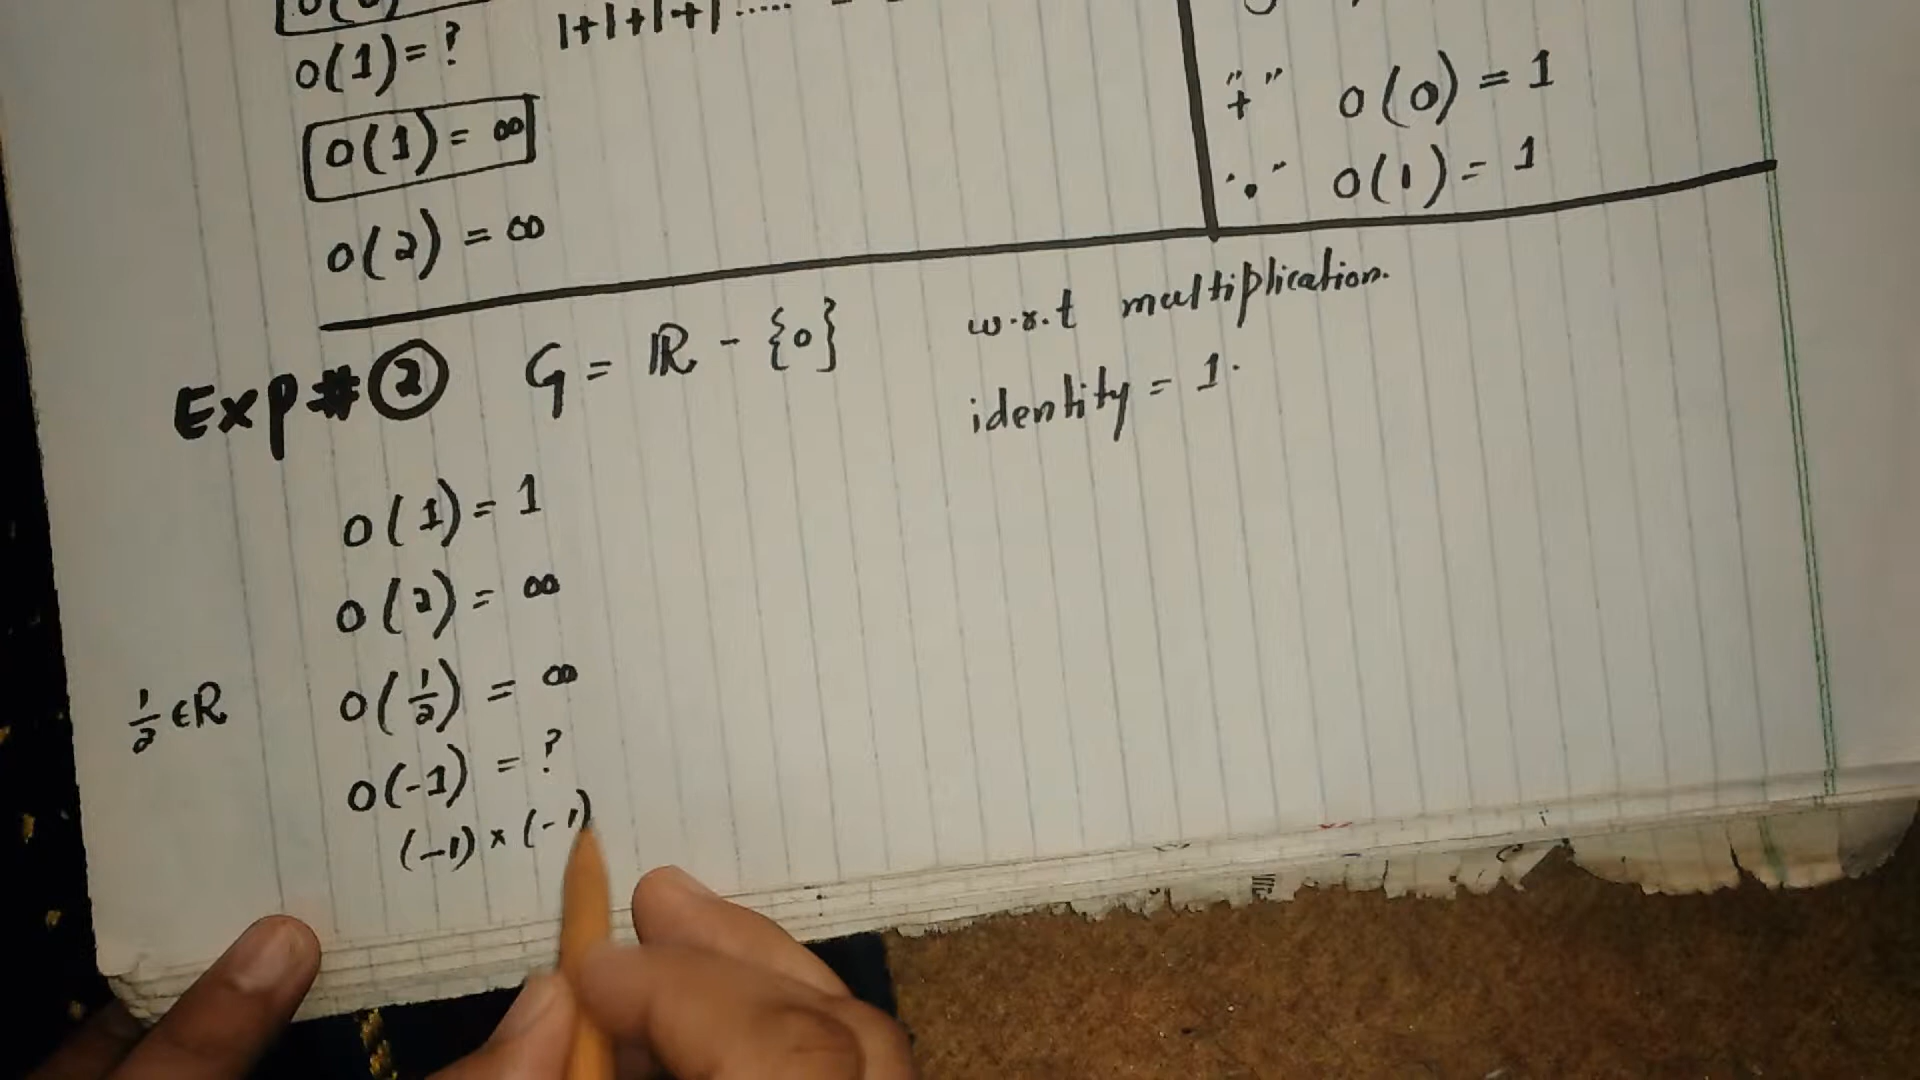 o(1) = ?
1+1+1+1.....
o(1) = ∞
o(2) = ∞
"+" o(0) = 1
"." o(1) = 1
Exp # 2 G = ℝ - {0} w.r.t multiplication.
identity = 1.
o(1) = 1
o(2) = ∞
1/2 ∈ R o(1/2) = ∞
o(-1) = ?
(-1) × (-1)